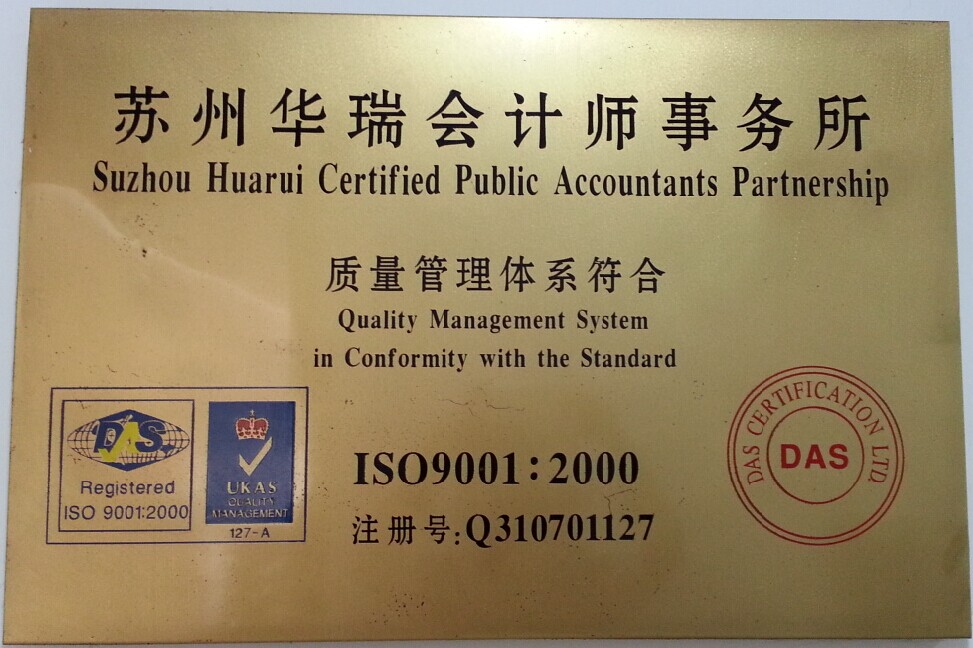 苏州华瑞会计师事务所
Suzhou Huarui Certified Public Accountants Partnership
质量管理体系符合
Quality Management System
in Conformity with the Standard
ISO9001:2000
注册号:Q310701127
DAS
Registered
ISO 9001:2000
UKAS
QUALITY
MANAGEMENT
127-A
DAS CERTIFICATION LTD.
DAS